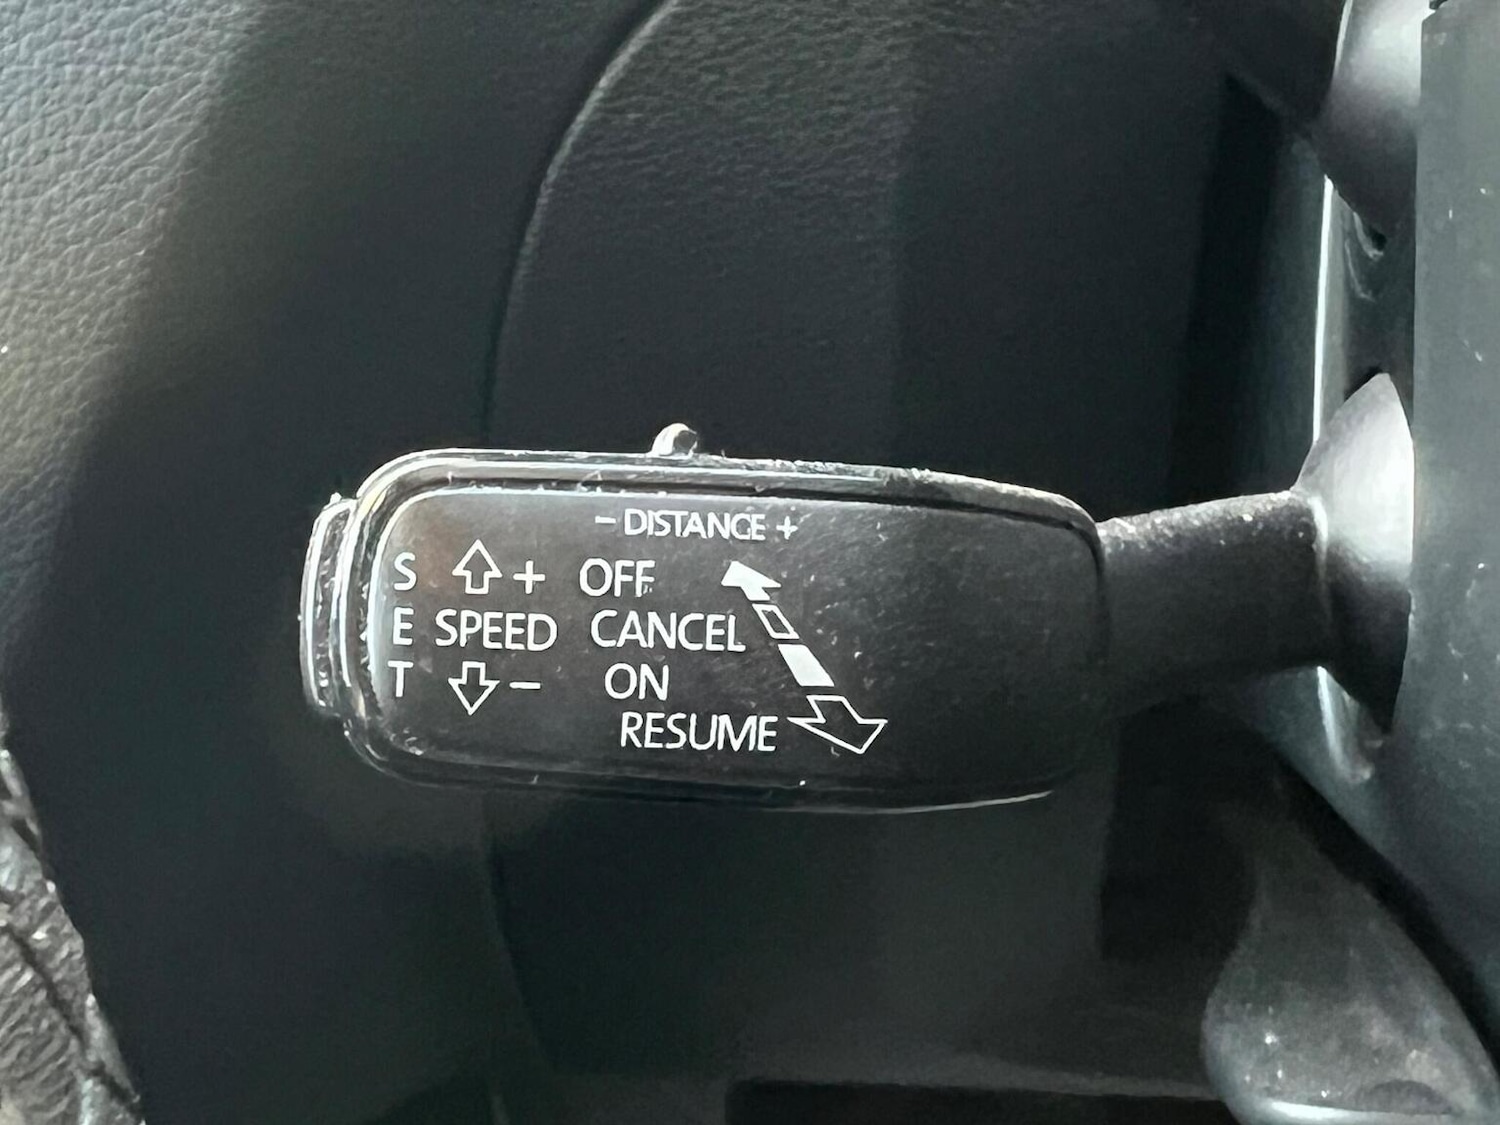 - DISTANCE +
S + OFF
E SPEED CANCEL
T - ON
RESUME